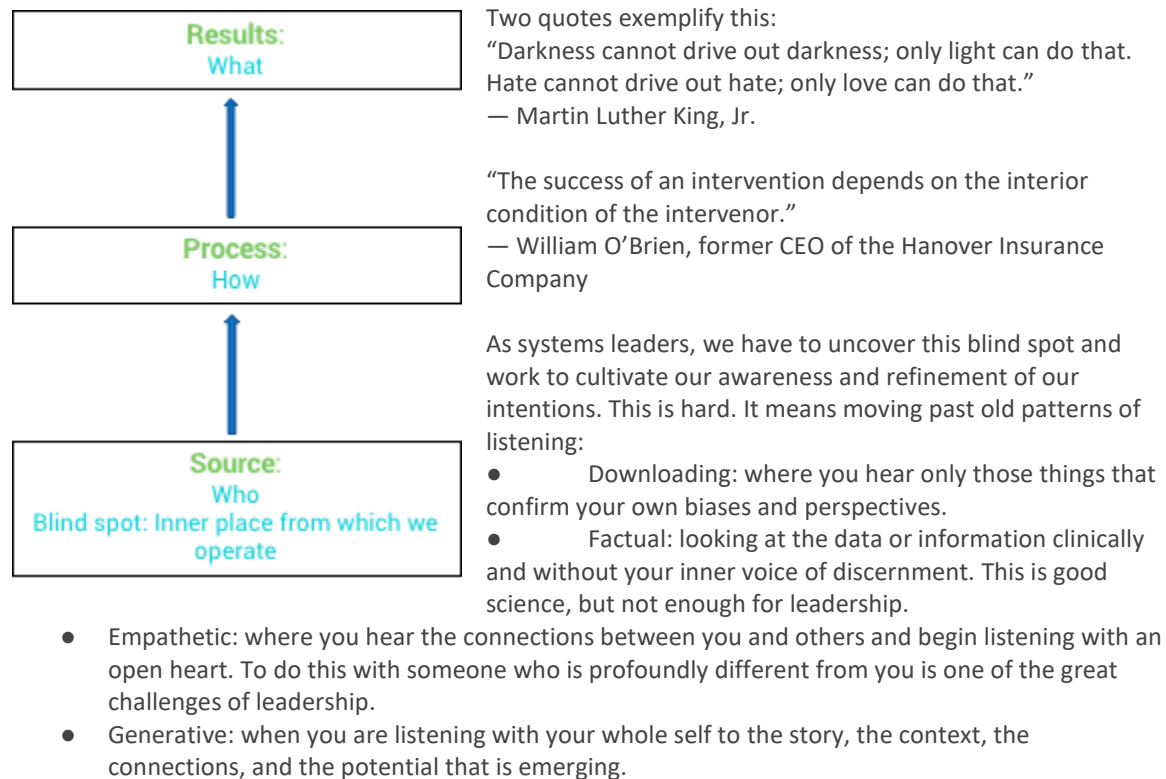 Results:
What
Process:
How
Source:
Who
Blind spot: Inner place from which we
operate
Two quotes exemplify this:
“Darkness cannot drive out darkness; only light can do that.
Hate cannot drive out hate; only love can do that.”
— Martin Luther King, Jr.
“The success of an intervention depends on the interior
condition of the intervenor.”
— William O’Brien, former CEO of the Hanover Insurance
Company
As systems leaders, we have to uncover this blind spot and
work to cultivate our awareness and refinement of our
intentions. This is hard. It means moving past old patterns of
listening:
● Downloading: where you hear only those things that
confirm your own biases and perspectives.
● Factual: looking at the data or information clinically
and without your inner voice of discernment. This is good
science, but not enough for leadership.
● Empathetic: where you hear the connections between you and others and begin listening with an
open heart. To do this with someone who is profoundly different from you is one of the great
challenges of leadership.
● Generative: when you are listening with your whole self to the story, the context, the
connections, and the potential that is emerging.